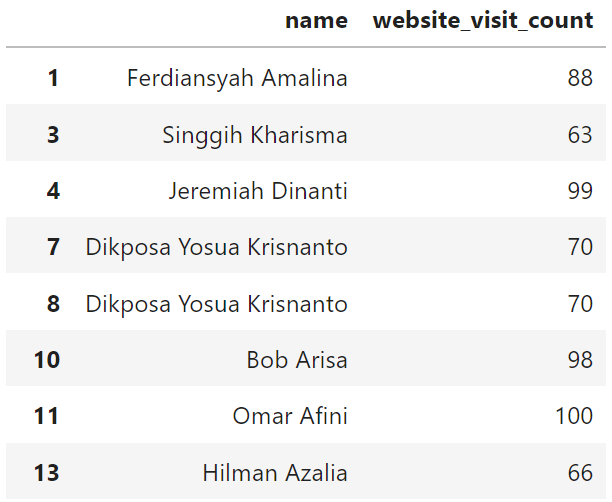 name website_visit_count
1 Ferdiansyah Amalina 88
3 Singgih Kharisma 63
4 Jeremiah Dinanti 99
7 Dikposa Yosua Krisnanto 70
8 Dikposa Yosua Krisnanto 70
10 Bob Arisa 98
11 Omar Afini 100
13 Hilman Azalia 66